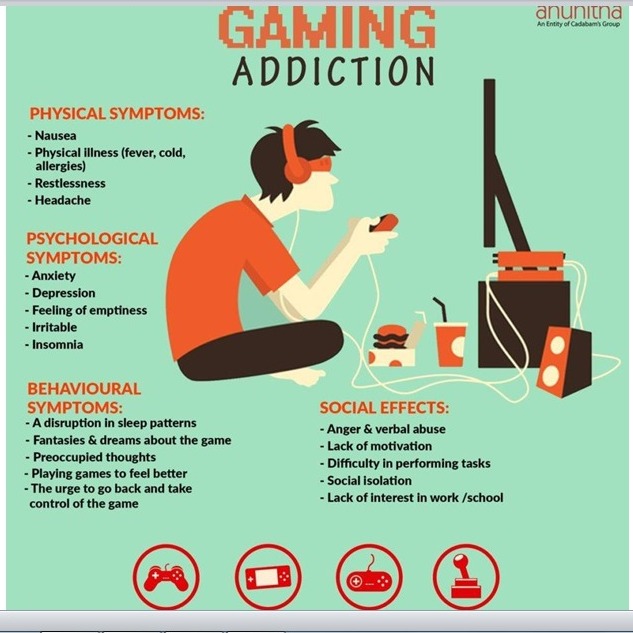 anunitha
An Entity of Cadabam's Group
GAMING
ADDICTION
PHYSICAL SYMPTOMS:
- Nausea
- Physical illness (fever, cold,
allergies)
- Restlessness
- Headache
PSYCHOLOGICAL
SYMPTOMS:
- Anxiety
- Depression
- Feeling of emptiness
- Irritable
- Insomnia
BEHAVIOURAL
SYMPTOMS:
- A disruption in sleep patterns
- Fantasies & dreams about the game
- Preoccupied thoughts
- Playing games to feel better
- The urge to go back and take
control of the game
SOCIAL EFFECTS:
- Anger & verbal abuse
- Lack of motivation
- Difficulty in performing tasks
- Social isolation
- Lack of interest in work /school